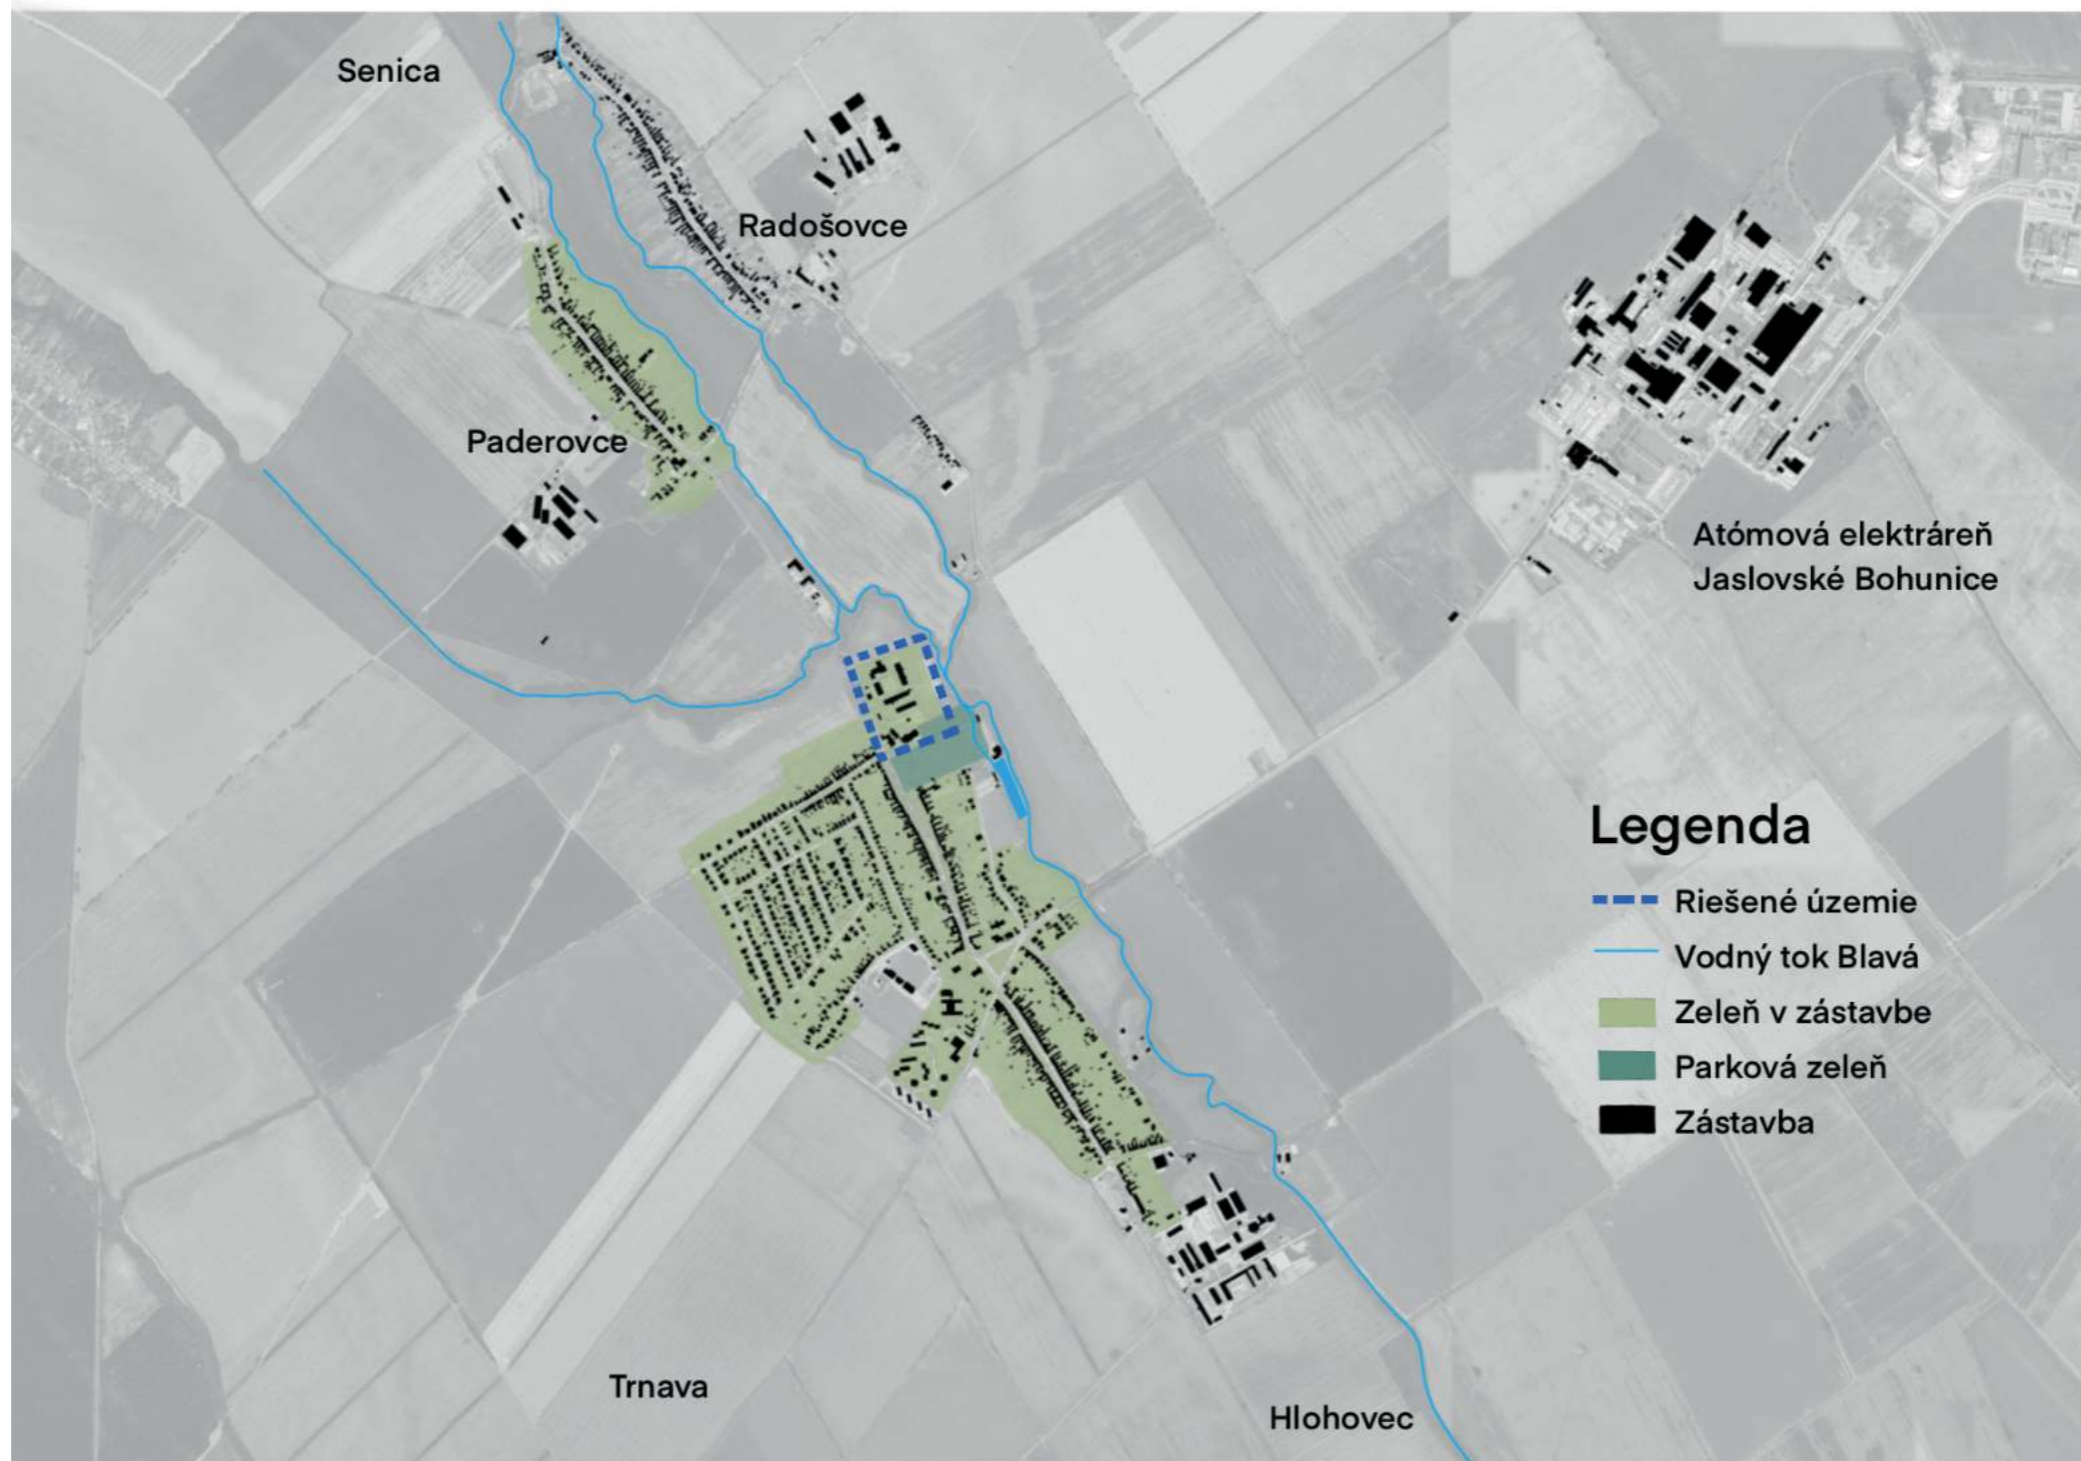 Senica
Radošovce
Paderovce
Atómová elektráreň
Jaslovské Bohunice
Legenda
Riešené územie
Vodný tok Blavá
Zeleň v zástavbe
Parková zeleň
Zástavba
Trnava
Hlohovec